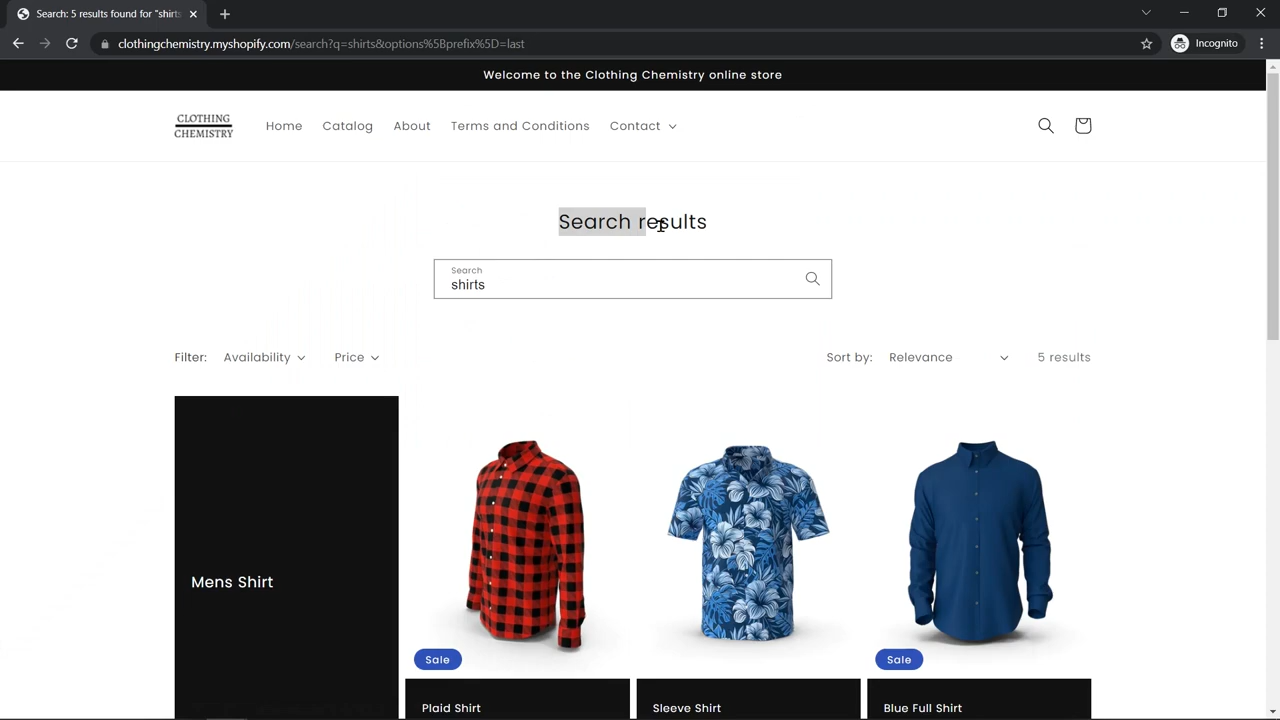 Search: 5 results found for "shirts
clothingchemistry.myshopify.com/search?q=shirts&options%5Bprefix%5D=last
Incognito
Welcome to the Clothing Chemistry online store
CLOTHING
CHEMISTRY
Home Catalog About Terms and Conditions Contact
Search results
Search
shirts
Filter: Availability Price Sort by: Relevance 5 results
Mens Shirt
Sale Sale
Plaid Shirt Sleeve Shirt Blue Full Shirt